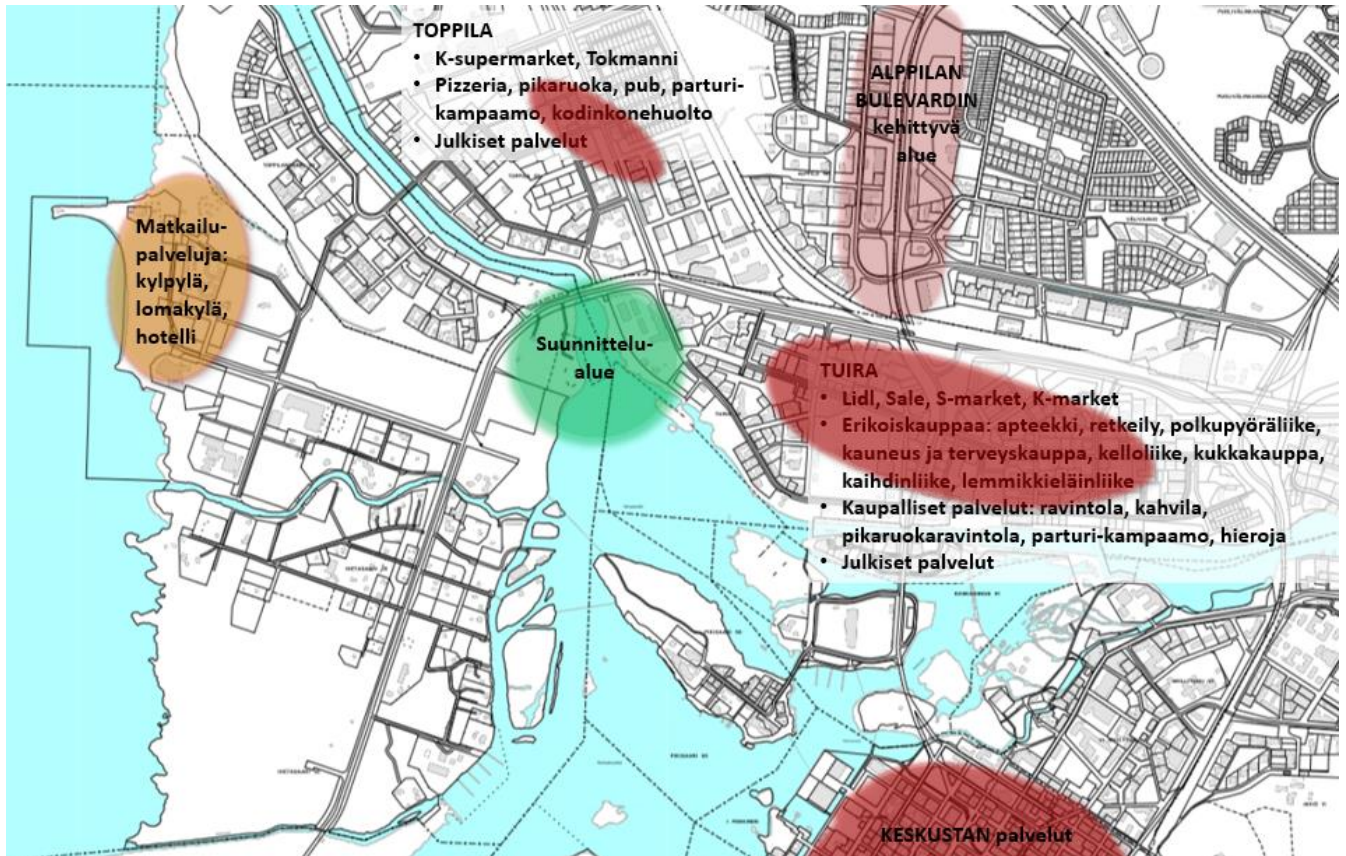 TOPPILA
• K-supermarket, Tokmanni
• Pizzeria, pikaruoka, pub, parturi-
kampaamo, kodinkonehuolto
• Julkiset palvelut
ALPPILAN
BULEVARDIN
kehittyvä
alue
Matkailu-
palveluja:
kylpylä,
lomakylä,
hotelli
Suunnittelu-
alue
TUIRA
• Lidl, Sale, S-market, K-market
• Erikoiskauppaa: apteekki, retkeily, polkupyöräliike,
kauneus ja terveyskauppa, kelloliike, kukkakauppa,
kaihdinliike, lemmikkieläinliike
• Kaupalliset palvelut: ravintola, kahvila,
pikaruokaravintola, parturi-kampaamo, hieroja
• Julkiset palvelut
KESKUSTAN palvelut